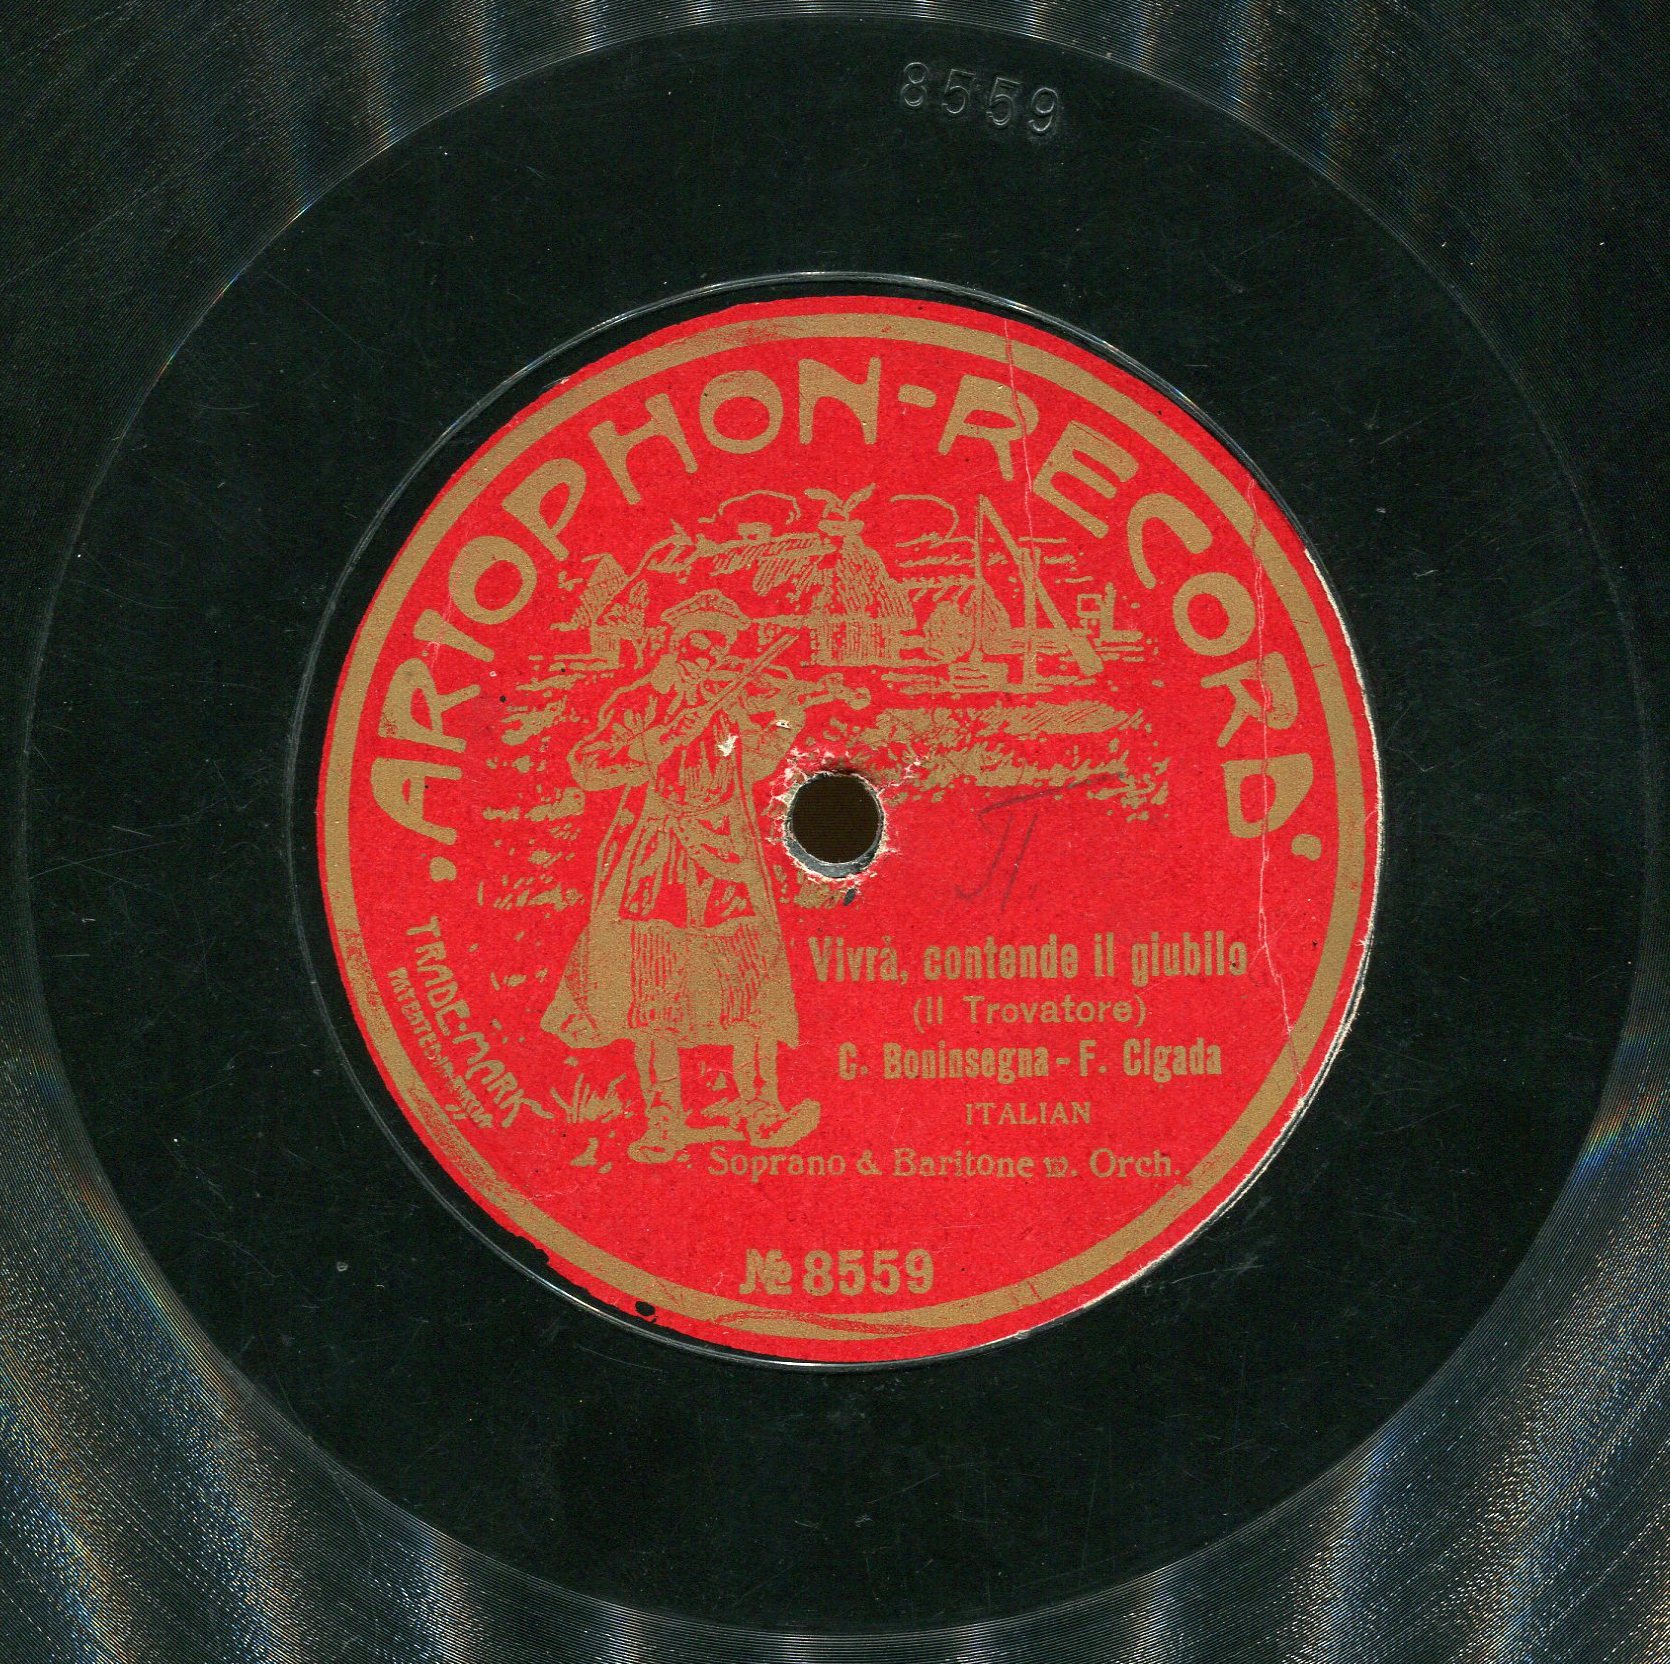 8559
ARIOPHON-RECORD.
TRADE-MARK
Vivrà, contende il giubilo
(Il Trovatore)
C. Boninsegna - F. Cigada
ITALIAN
Soprano & Baritone w. Orch.
№ 8559